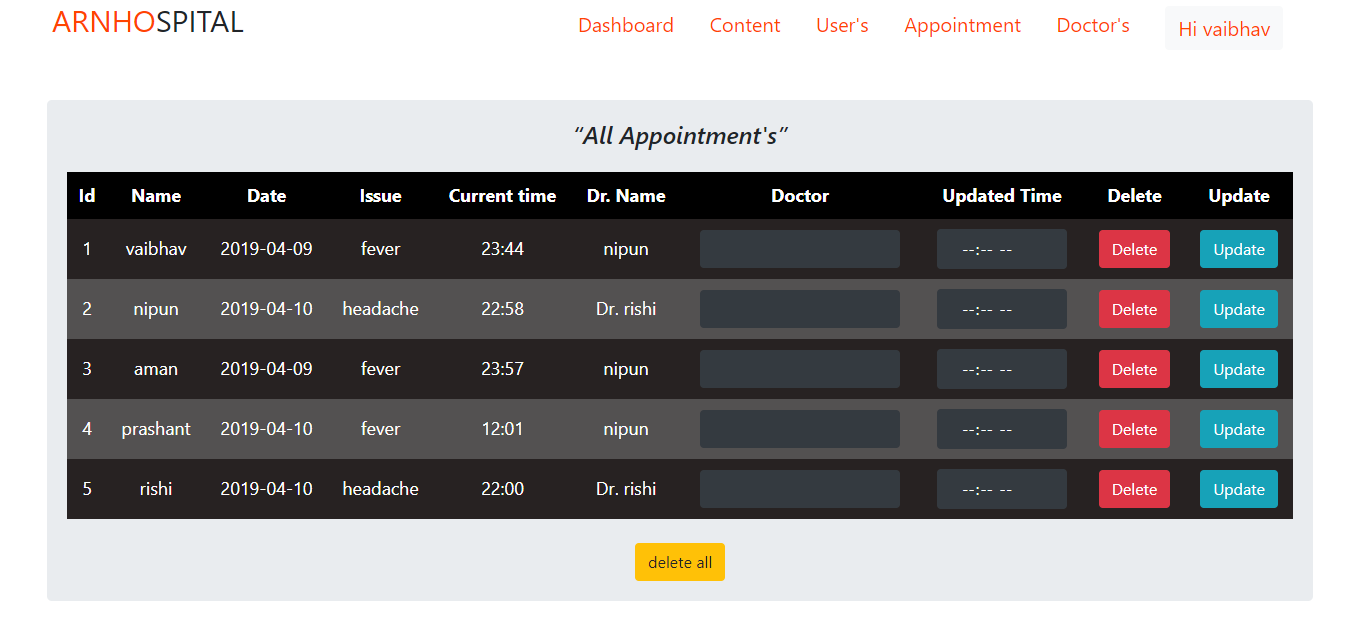 ARNHOSPITAL Dashboard Content User's Appointment Doctor's Hi vaibhav
“All Appointment's”
Id Name Date Issue Current time Dr. Name Doctor Updated Time Delete Update
1 vaibhav 2019-04-09 fever 23:44 nipun --:-- -- Delete Update
2 nipun 2019-04-10 headache 22:58 Dr. rishi --:-- -- Delete Update
3 aman 2019-04-09 fever 23:57 nipun --:-- -- Delete Update
4 prashant 2019-04-10 fever 12:01 nipun --:-- -- Delete Update
5 rishi 2019-04-10 headache 22:00 Dr. rishi --:-- -- Delete Update
delete all